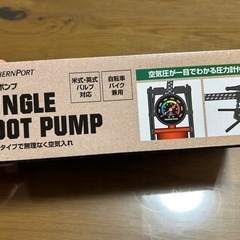 HERNPORT
ポンプ
NGLE
OOT PUMP
タイプで無理なく空気入れ
米式・英式
バルブ
対応
自転車
バイク
兼用
空気圧が一目でわかる圧力計付